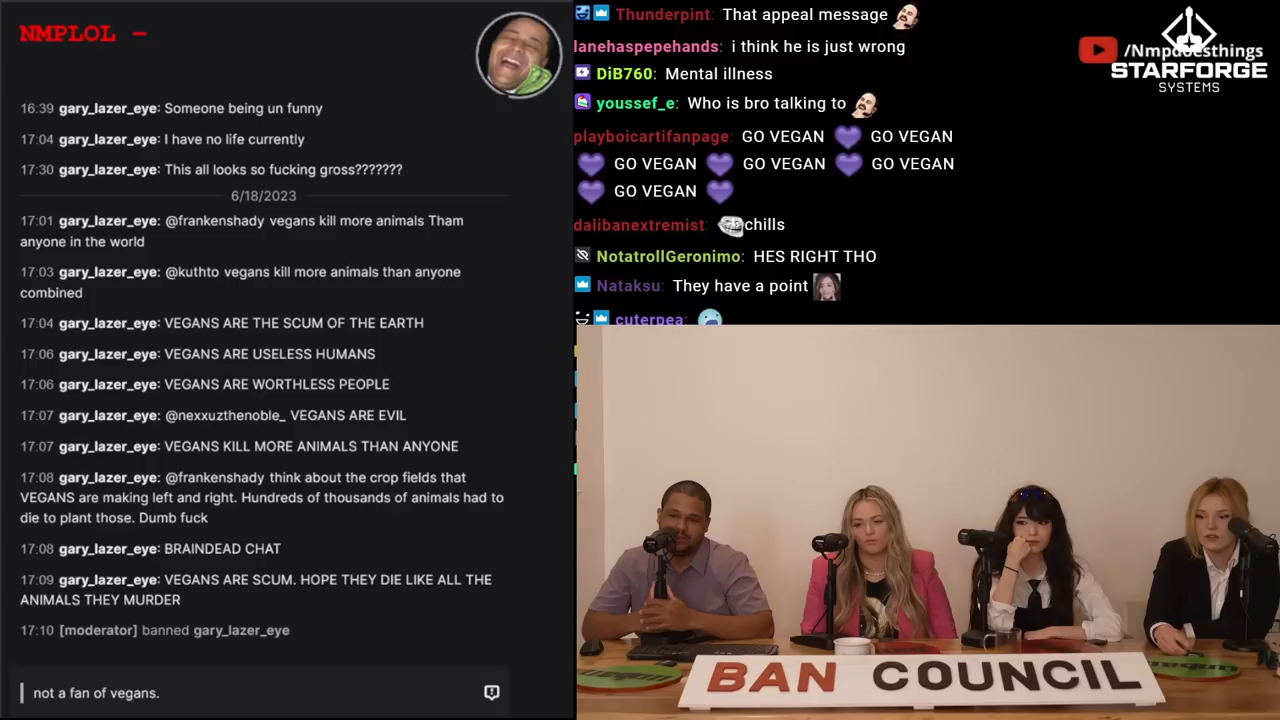 NMPLOL –
16:39 gary_lazer_eye: Someone being un funny
17:04 gary_lazer_eye: I have no life currently
17:30 gary_lazer_eye: This all looks so fucking gross???????
6/18/2023
17:01 gary_lazer_eye: @frankenshady vegans kill more animals Tham
anyone in the world
17:03 gary_lazer_eye: @kuthto vegans kill more animals than anyone
combined
17:04 gary_lazer_eye: VEGANS ARE THE SCUM OF THE EARTH
17:06 gary_lazer_eye: VEGANS ARE USELESS HUMANS
17:06 gary_lazer_eye: VEGANS ARE WORTHLESS PEOPLE
17:07 gary_lazer_eye: @nexxuzthenoble_ VEGANS ARE EVIL
17:07 gary_lazer_eye: VEGANS KILL MORE ANIMALS THAN ANYONE
17:08 gary_lazer_eye: @frankenshady think about the crop fields that
VEGANS are making left and right. Hundreds of thousands of animals had to
die to plant those. Dumb fuck
17:08 gary_lazer_eye: BRAINDEAD CHAT
17:09 gary_lazer_eye: VEGANS ARE SCUM. HOPE THEY DIE LIKE ALL THE
ANIMALS THEY MURDER
17:10 [moderator] banned gary_lazer_eye
not a fan of vegans.
Thunderpint: That appeal message
lanehaspepehands: i think he is just wrong
DiB760: Mental illness
youssef_e: Who is bro talking to
playboicartifanpage: GO VEGAN GO VEGAN
GO VEGAN GO VEGAN GO VEGAN
GO VEGAN
dalibanextremist: chills
NotatrollGeronimo: HES RIGHT THO
Nataksu: They have a point
cuterpea:
/Nmpdoesthings
STARFORGE
SYSTEMS
BAN COUNCIL